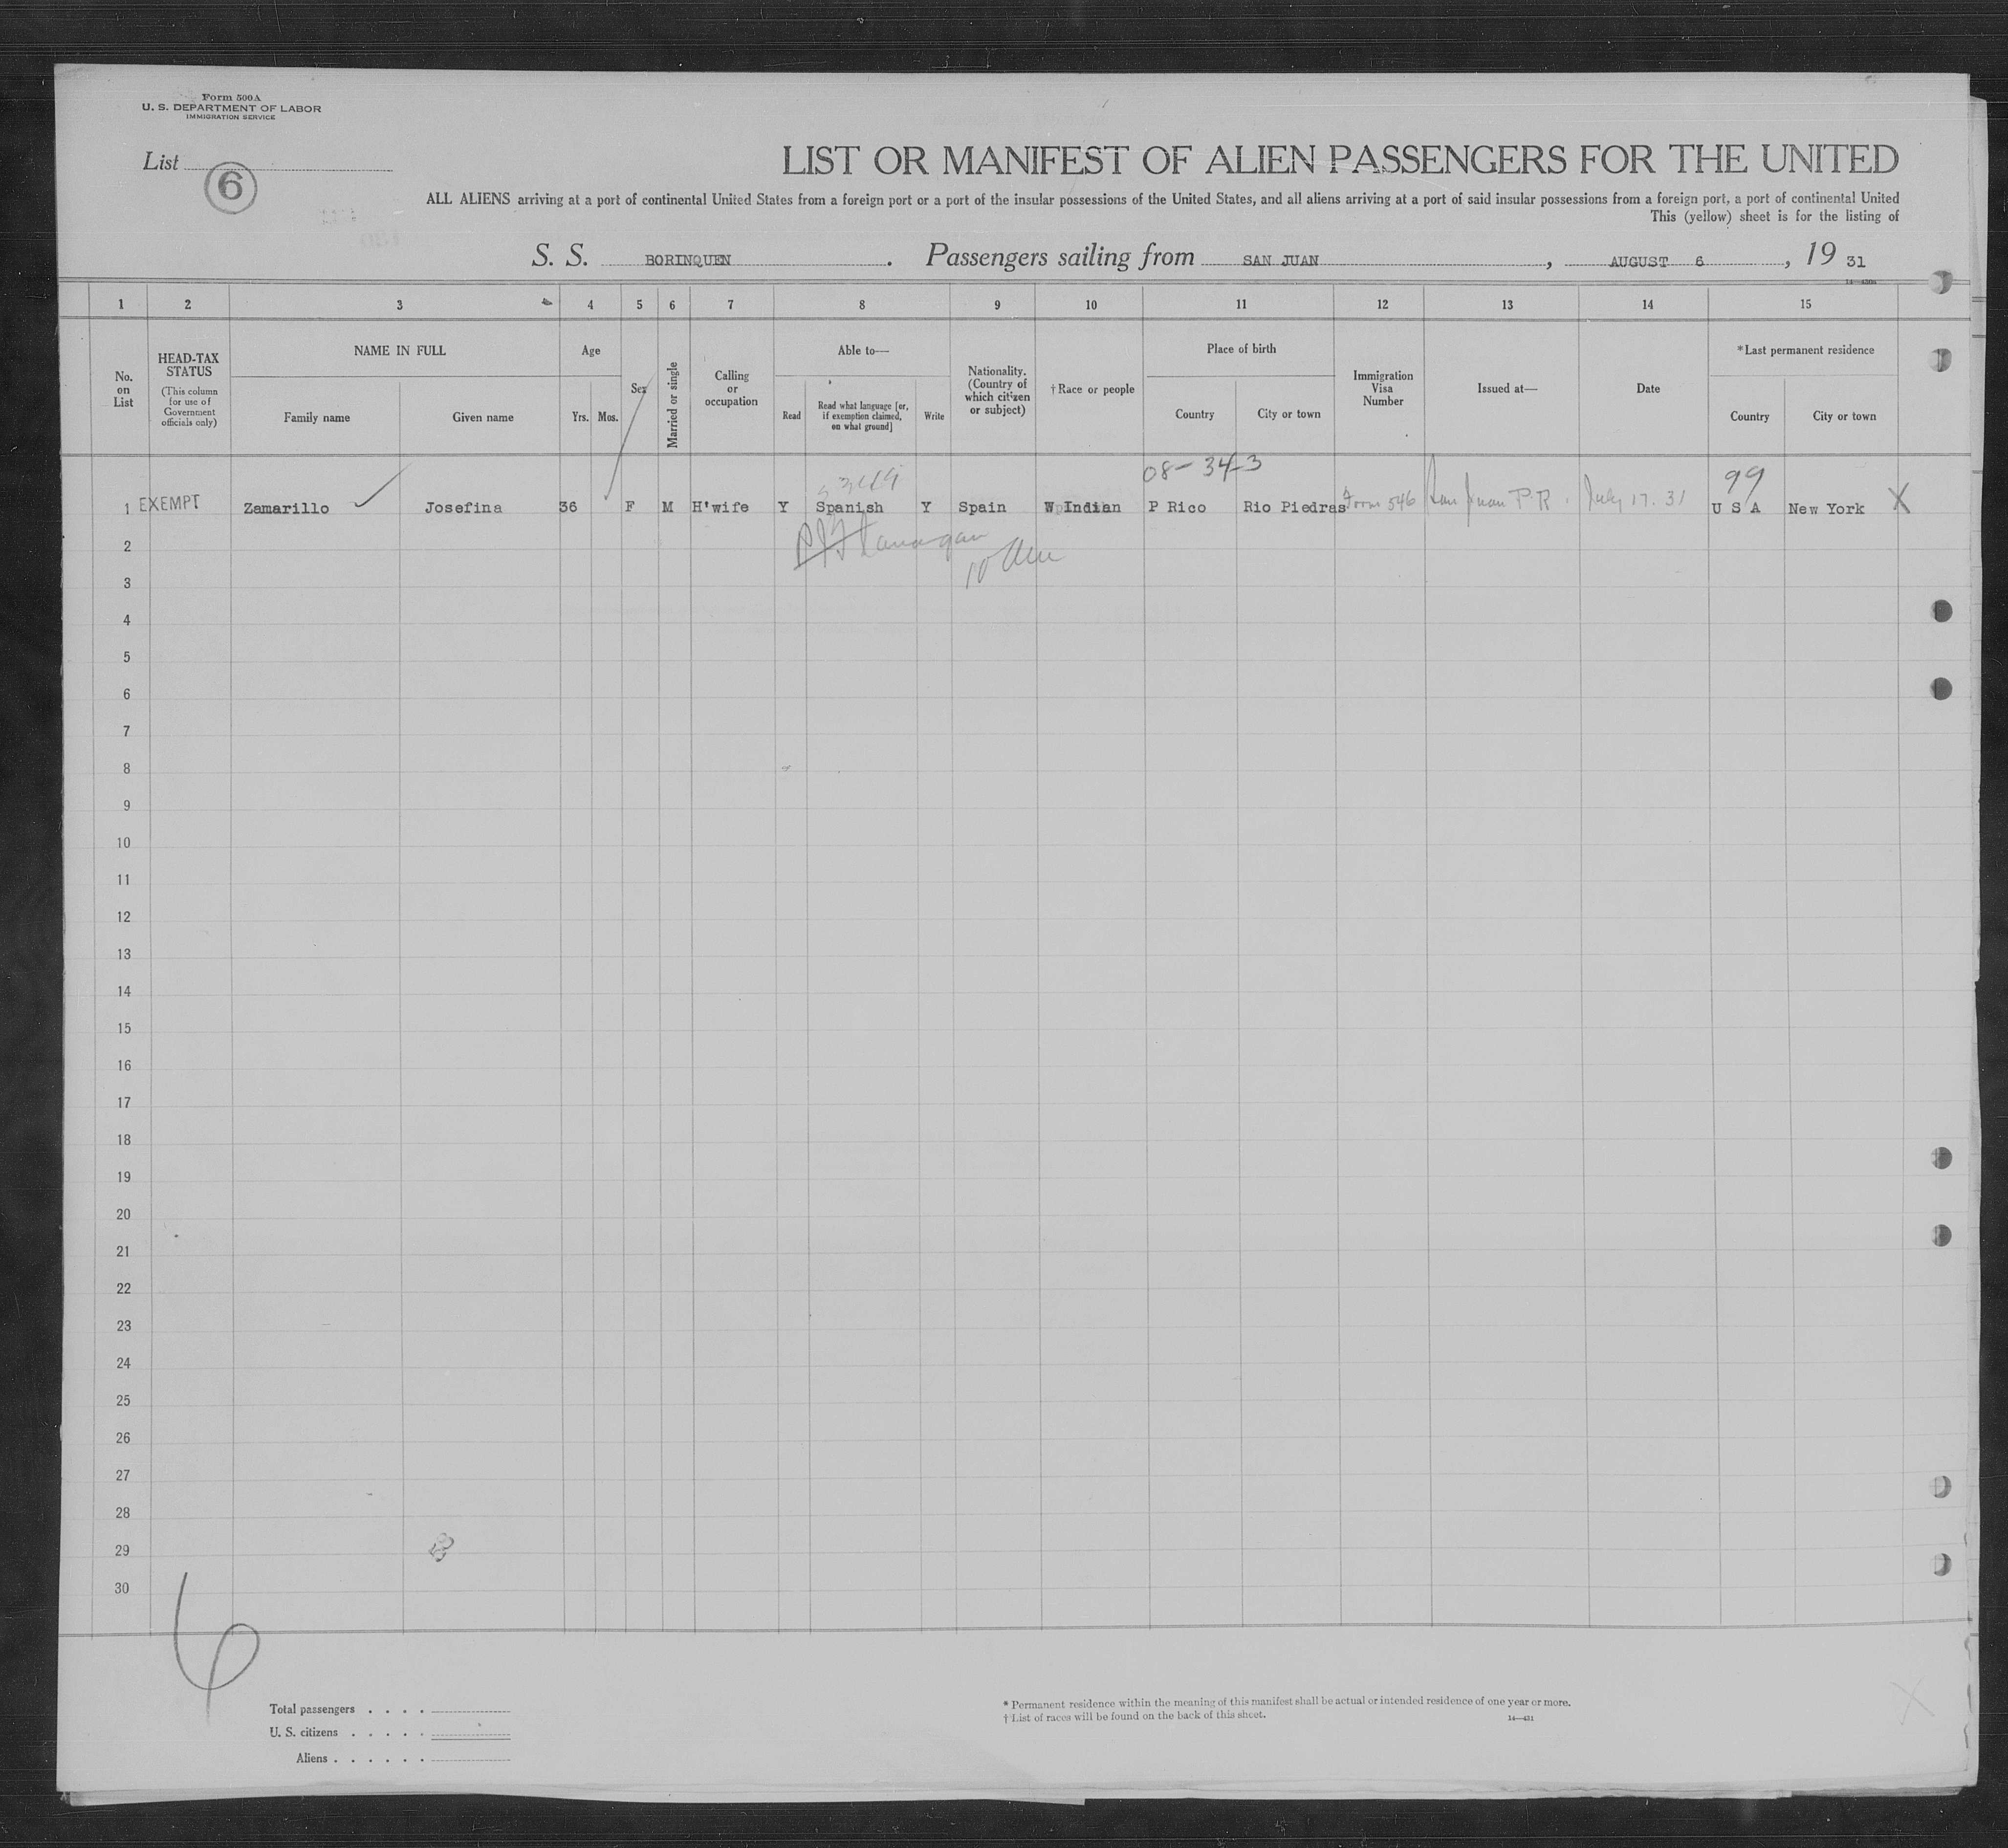 Form 500A
U. S. DEPARTMENT OF LABOR
IMMIGRATION SERVICE
List
6
LIST OR MANIFEST OF ALIEN PASSENGERS FOR THE UNITED
ALL ALIENS arriving at a port of continental United States from a foreign port or a port of the insular possessions of the United States, and all aliens arriving at a port of said insular possessions from a foreign port, a port of continental United
This (yellow) sheet is for the listing of
S. S. BORINQUEN. Passengers sailing from SAN JUAN, AUGUST 6, 19 31
1 2 3 4 5 6 7 8 9 10 11 12 13 14 15
No. on List
HEAD-TAX STATUS
(This column for use of Government officials only)
NAME IN FULL
Family name
Given name
Age
Yrs.
Mos.
Sex
Married or single
Calling or occupation
Able to—
Read
Read what language [or, if exemption claimed, on what ground]
Write
Nationality. (Country of which citizen or subject)
† Race or people
Place of birth
Country
City or town
Immigration Visa Number
Issued at—
Date
* Last permanent residence
Country
City or town
08-343
99
1 EXEMPT Zamarillo Josefina 36 F M H'wife Y Spanish Y Spain W Indian P Rico Rio Piedras Form 546 San Juan P.R. July 17. 31 U S A New York X
2
3
4
5
6
7
8
9
10
11
12
13
14
15
16
17
18
19
20
21
22
23
24
25
26
27
28
29
30
6
Total passengers . . . .
U. S. citizens . . . . .
Aliens . . . . . .
* Permanent residence within the meaning of this manifest shall be actual or intended residence of one year or more.
† List of races will be found on the back of this sheet.
14—431
X